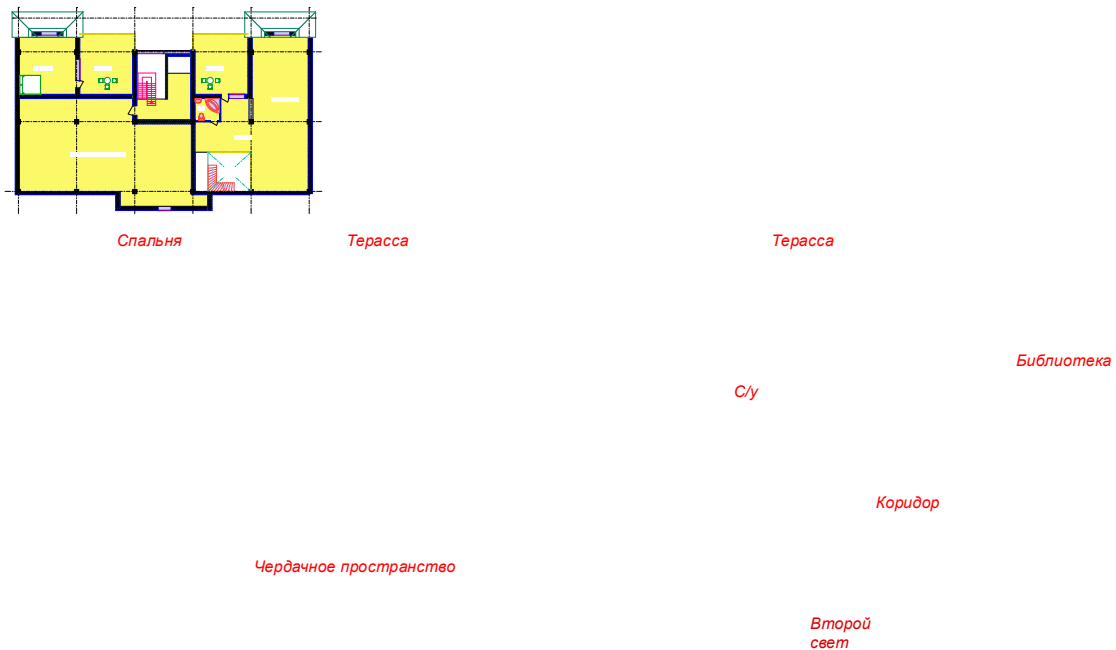 Спальня
Терасса
Терасса
Библиотека
С/у
Коридор
Чердачное пространство
Второй
свет